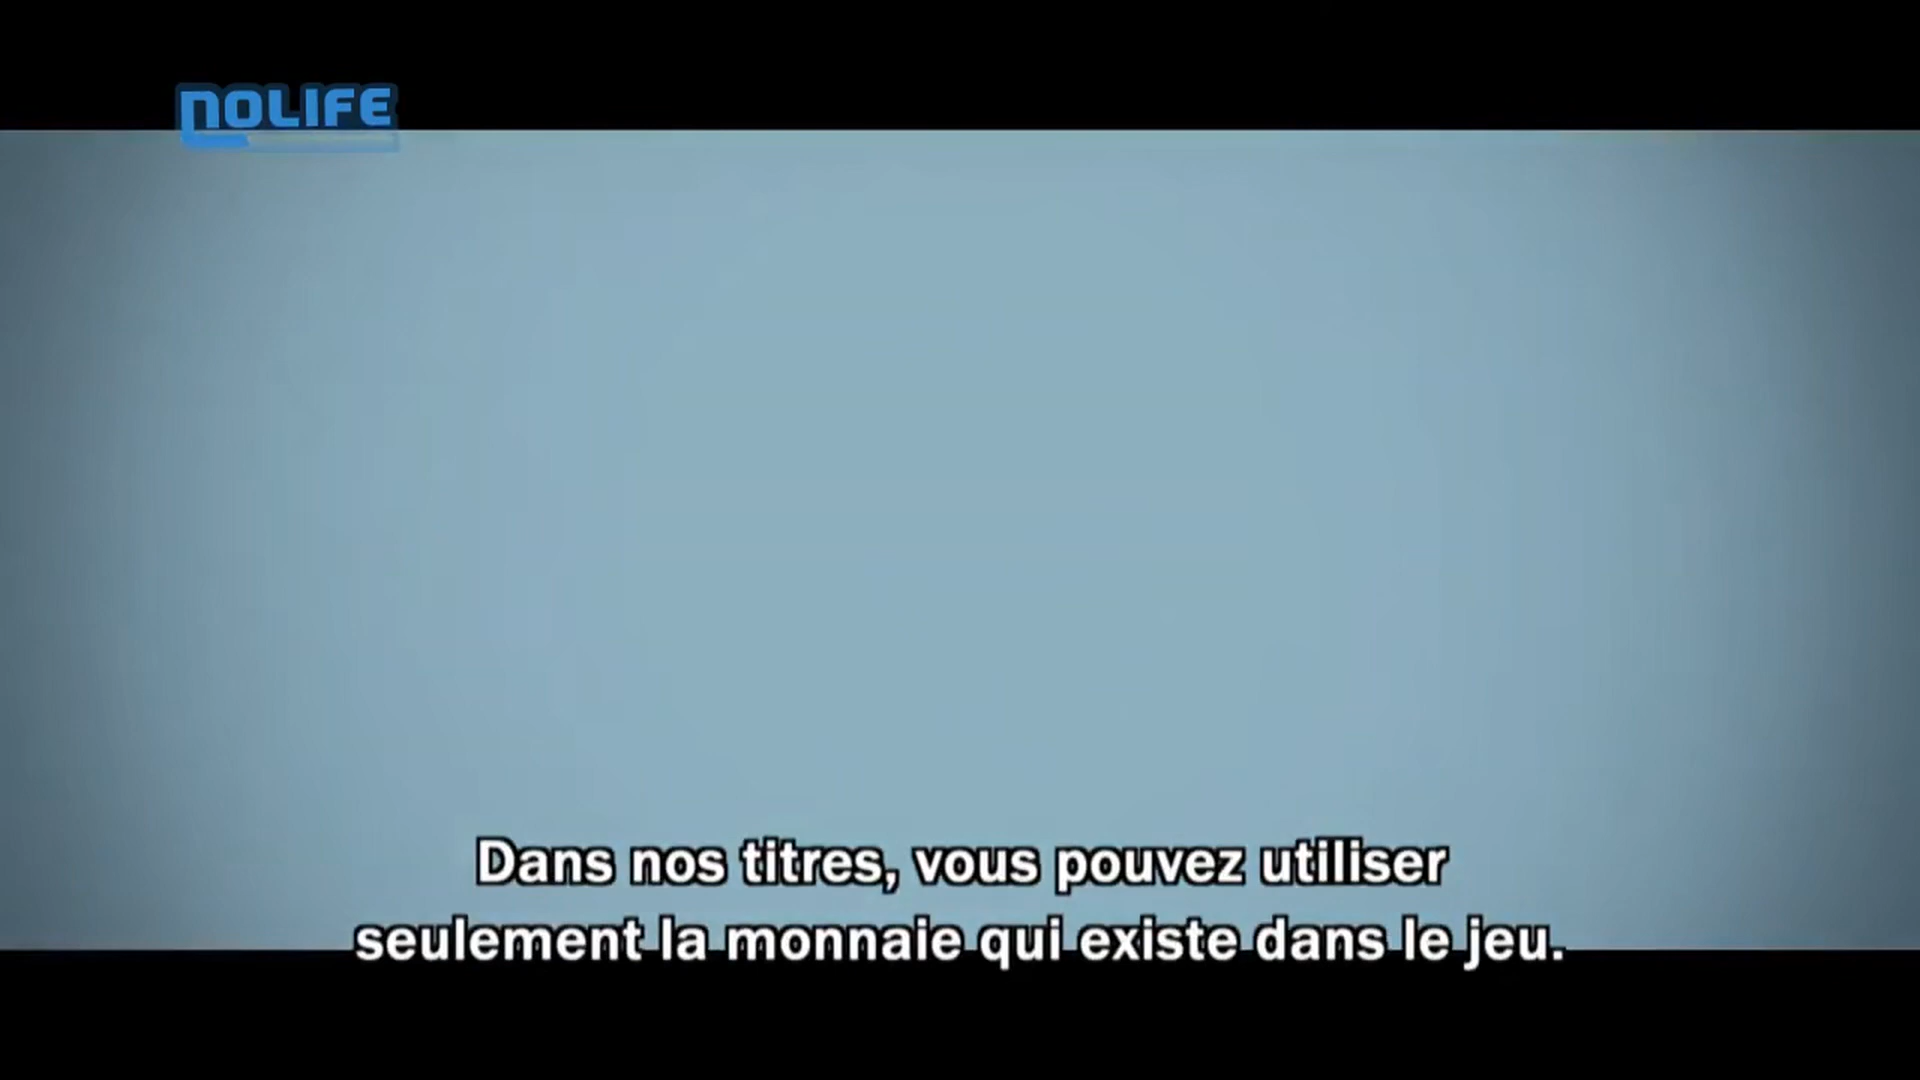 NOLIFE
Dans nos titres, vous pouvez utiliser
seulement la monnaie qui existe dans le jeu.